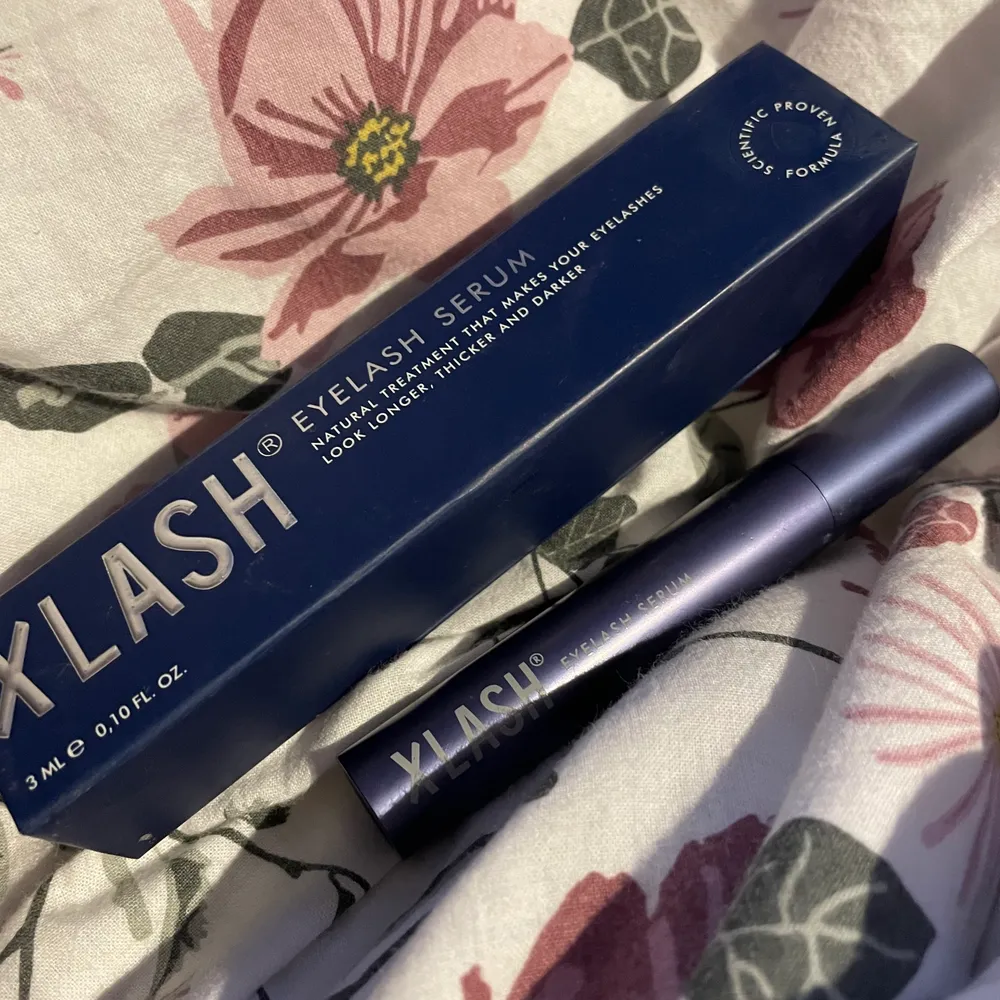 SCIENTIFIC PROVEN FORMULA
XLASH® EYELASH SERUM
NATURAL TREATMENT THAT MAKES YOUR EYELASHES
LOOK LONGER, THICKER AND DARKER
3 ML ℮ 0,10 FL. OZ.
XLASH® EYELASH SERUM